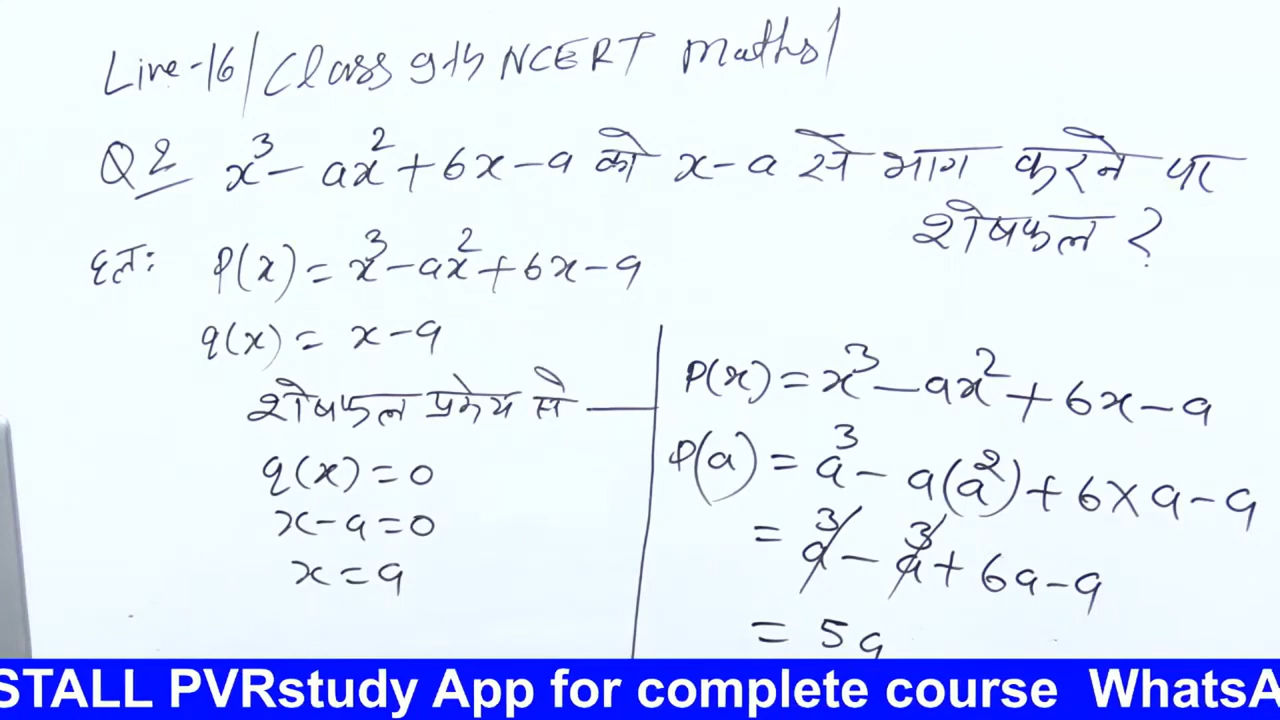 Live-16/Class 9th NCERT Maths/
Q2 x³-ax²+6x-a को x-a से भाग करने पर
शेषफल ?
हल: P(x)= x³-ax²+6x-a
q(x)= x-a
शेषफल प्रमेय से —
q(x)=0
x-a=0
x=a
P(x)=x³-ax²+6x-a
P(a)=a³-a(a²)+6×a-a
= a³-a³+6a-a
= 5a
STALL PVRstudy App for complete course WhatsA